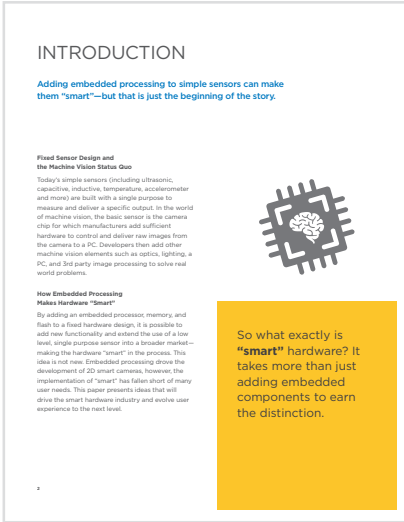 INTRODUCTION
Adding embedded processing to simple sensors can make
them “smart”—but that is just the beginning of the story.
Fixed Sensor Design and
the Machine Vision Status Quo
Today’s simple sensors (including ultrasonic,
capacitive, inductive, temperature, accelerometer
and more) are built with a single purpose to
measure and deliver a specific output. In the world
of machine vision, the basic sensor is the camera
chip for which manufacturers add sufficient
hardware to control and deliver raw images from
the camera to a PC. Developers then add other
machine vision elements such as optics, lighting, a
PC, and 3rd party image processing to solve real
world problems.
How Embedded Processing
Makes Hardware “Smart”
By adding an embedded processor, memory, and
flash to a fixed hardware design, it is possible to
add new functionality and extend the use of a low
level, single purpose sensor into a broader market—
making the hardware “smart” in the process. This
idea is not new. Embedded processing drove the
development of 2D smart cameras, however, the
implementation of “smart” has fallen short of many
user needs. This paper presents ideas that will
drive the smart hardware industry and evolve user
experience to the next level.
So what exactly is
“smart” hardware? It
takes more than just
adding embedded
components to earn
the distinction.
2